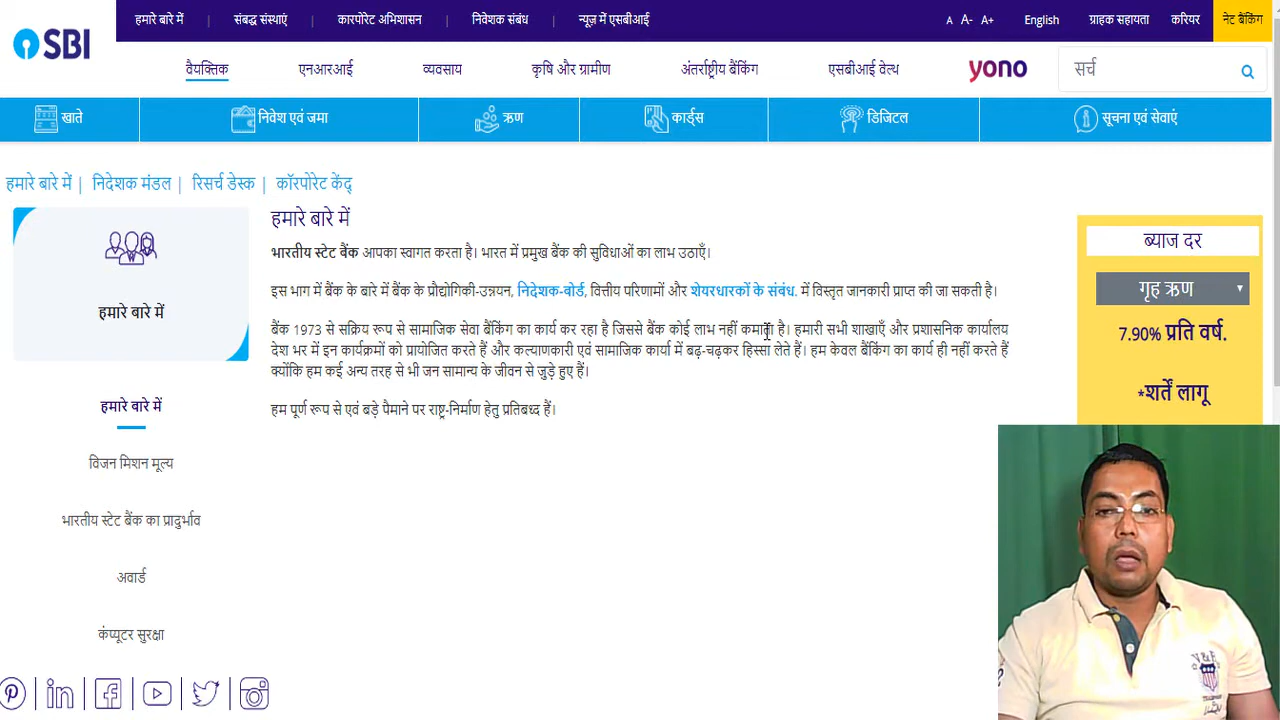 हमारे बारे में | संबद्ध संस्थाएं | कारपोरेट अभिशासन | निवेशक संबंध | न्यूज़ में एसबीआई A A- A+ English ग्राहक सहायता करियर नेट बैंकिंग
SBI
वैयक्तिक एनआरआई व्यवसाय कृषि और ग्रामीण अंतर्राष्ट्रीय बैंकिंग एसबीआई वेल्थ yono सर्च
खाते निवेश एवं जमा ऋण कार्ड्स डिजिटल सूचना एवं सेवाएं
हमारे बारे में | निदेशक मंडल | रिसर्च डेस्क | कॉरपोरेट केंद्
हमारे बारे में
हमारे बारे में
विजन मिशन मूल्य
भारतीय स्टेट बैंक का प्रादुर्भाव
अवार्ड
कंप्यूटर सुरक्षा
हमारे बारे में
भारतीय स्टेट बैंक आपका स्वागत करता है। भारत में प्रमुख बैंक की सुविधाओं का लाभ उठाएँ।
इस भाग में बैंक के बारे में बैंक के प्रौद्योगिकी-उन्नयन, निदेशक-बोर्ड, वित्तीय परिणामों और शेयरधारकों के संबंध. में विस्तृत जानकारी प्राप्त की जा सकती है।
बैंक 1973 से सक्रिय रूप से सामाजिक सेवा बैंकिंग का कार्य कर रहा है जिससे बैंक कोई लाभ नहीं कमाता है। हमारी सभी शाखाएँ और प्रशासनिक कार्यालय
देश भर में इन कार्यक्रमों को प्रायोजित करते हैं और कल्याणकारी एवं सामाजिक कार्या में बढ़-चढ़कर हिस्सा लेते हैं। हम केवल बैंकिंग का कार्य ही नहीं करते हैं
क्योंकि हम कई अन्य तरह से भी जन सामान्य के जीवन से जुड़े हुए हैं।
हम पूर्ण रूप से एवं बड़े पैमाने पर राष्ट्र-निर्माण हेतु प्रतिबध्द हैं।
ब्याज दर
गृह ऋण
7.90% प्रति वर्ष.
*शर्तें लागू